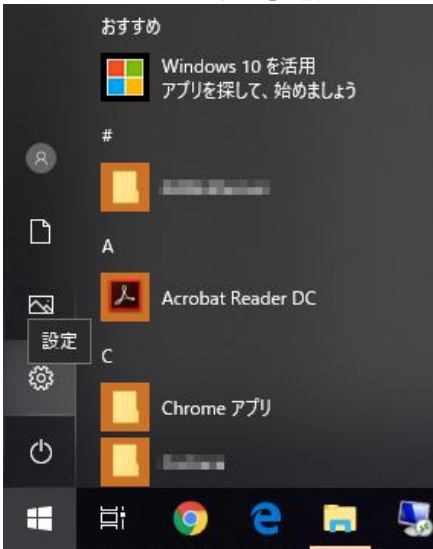 おすすめ
Windows 10 を活用
アプリを探して、始めましょう
#
A
Acrobat Reader DC
設定
C
Chrome アプリ